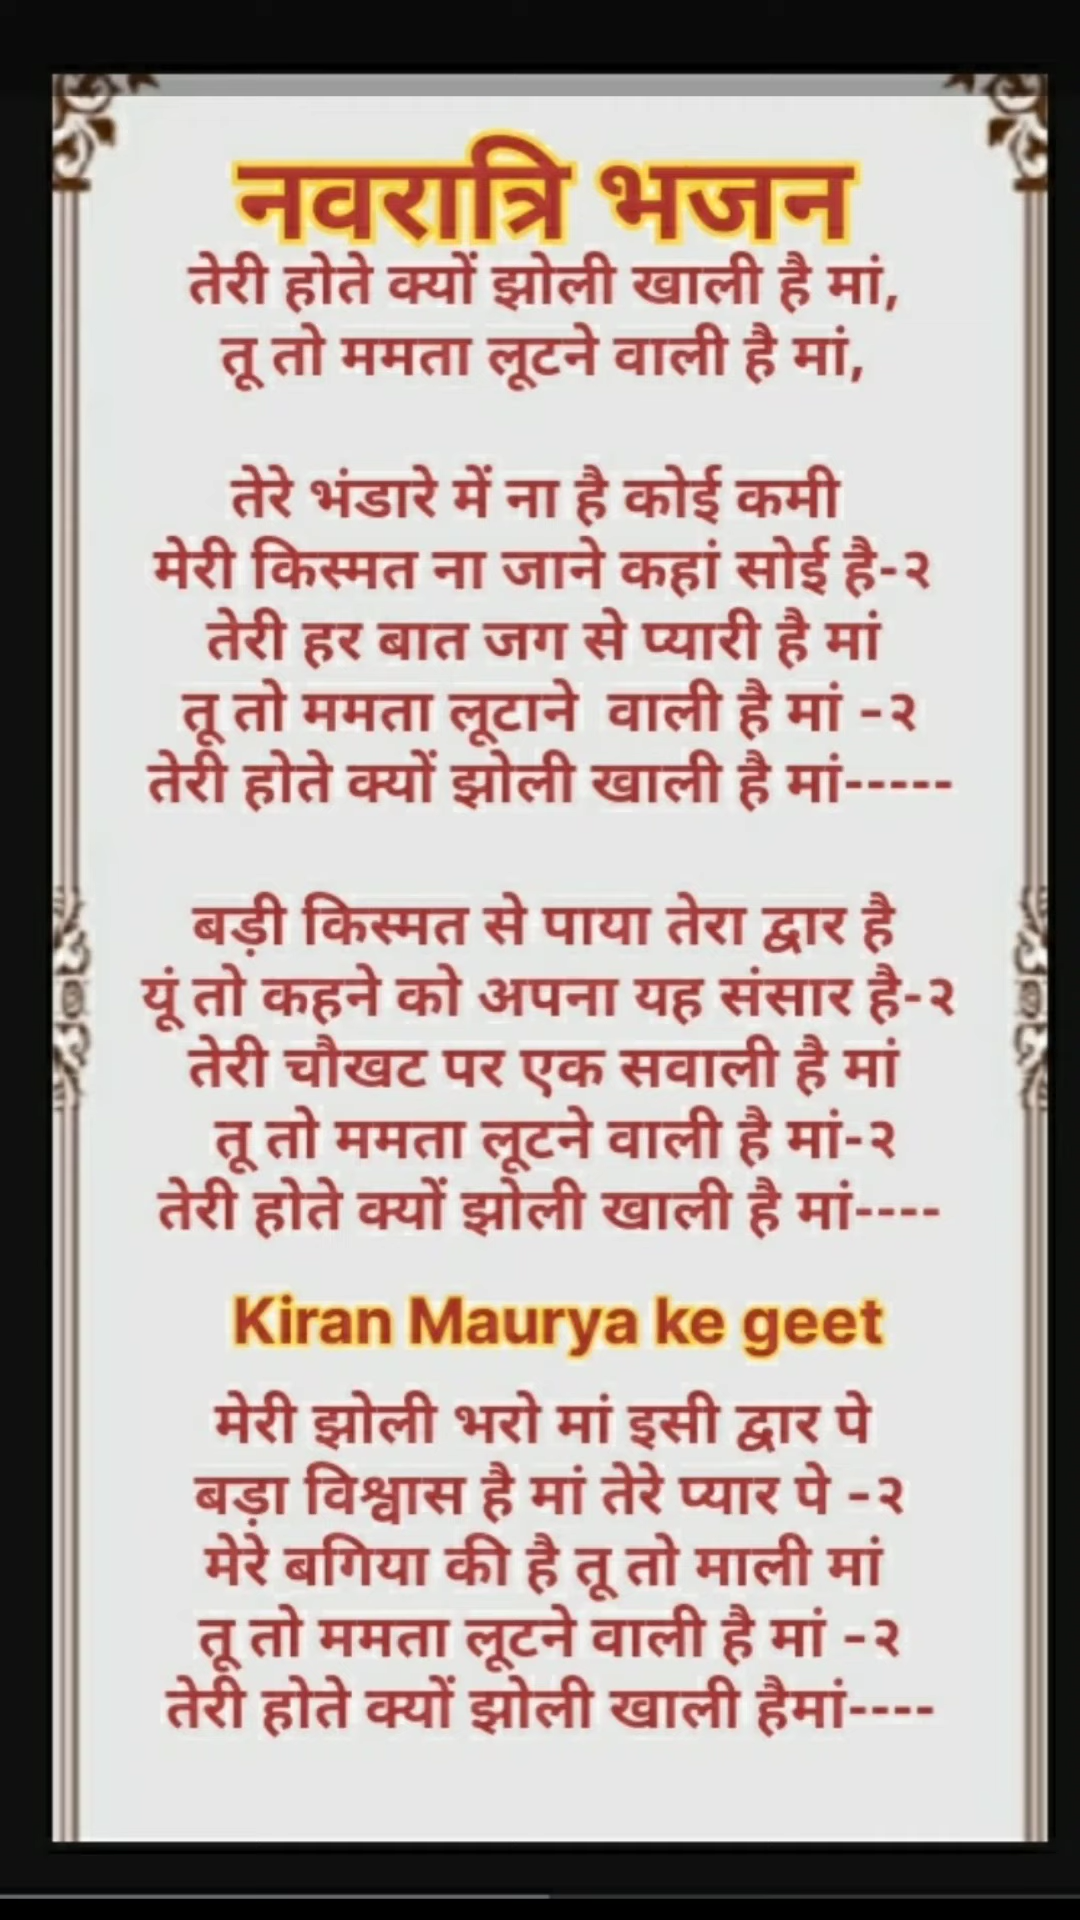 नवरात्रि भजन
तेरी होते क्यों झोली खाली है मां,
तू तो ममता लूटने वाली है मां,
तेरे भंडारे में ना है कोई कमी
मेरी किस्मत ना जाने कहां सोई है-२
तेरी हर बात जग से प्यारी है मां
तू तो ममता लूटाने वाली है मां -२
तेरी होते क्यों झोली खाली है मां-----
बड़ी किस्मत से पाया तेरा द्वार है
यूं तो कहने को अपना यह संसार है-२
तेरी चौखट पर एक सवाली है मां
तू तो ममता लूटने वाली है मां-२
तेरी होते क्यों झोली खाली है मां----
Kiran Maurya ke geet
मेरी झोली भरो मां इसी द्वार पे
बड़ा विश्वास है मां तेरे प्यार पे -२
मेरे बगिया की है तू तो माली मां
तू तो ममता लूटने वाली है मां -२
तेरी होते क्यों झोली खाली हैमां----